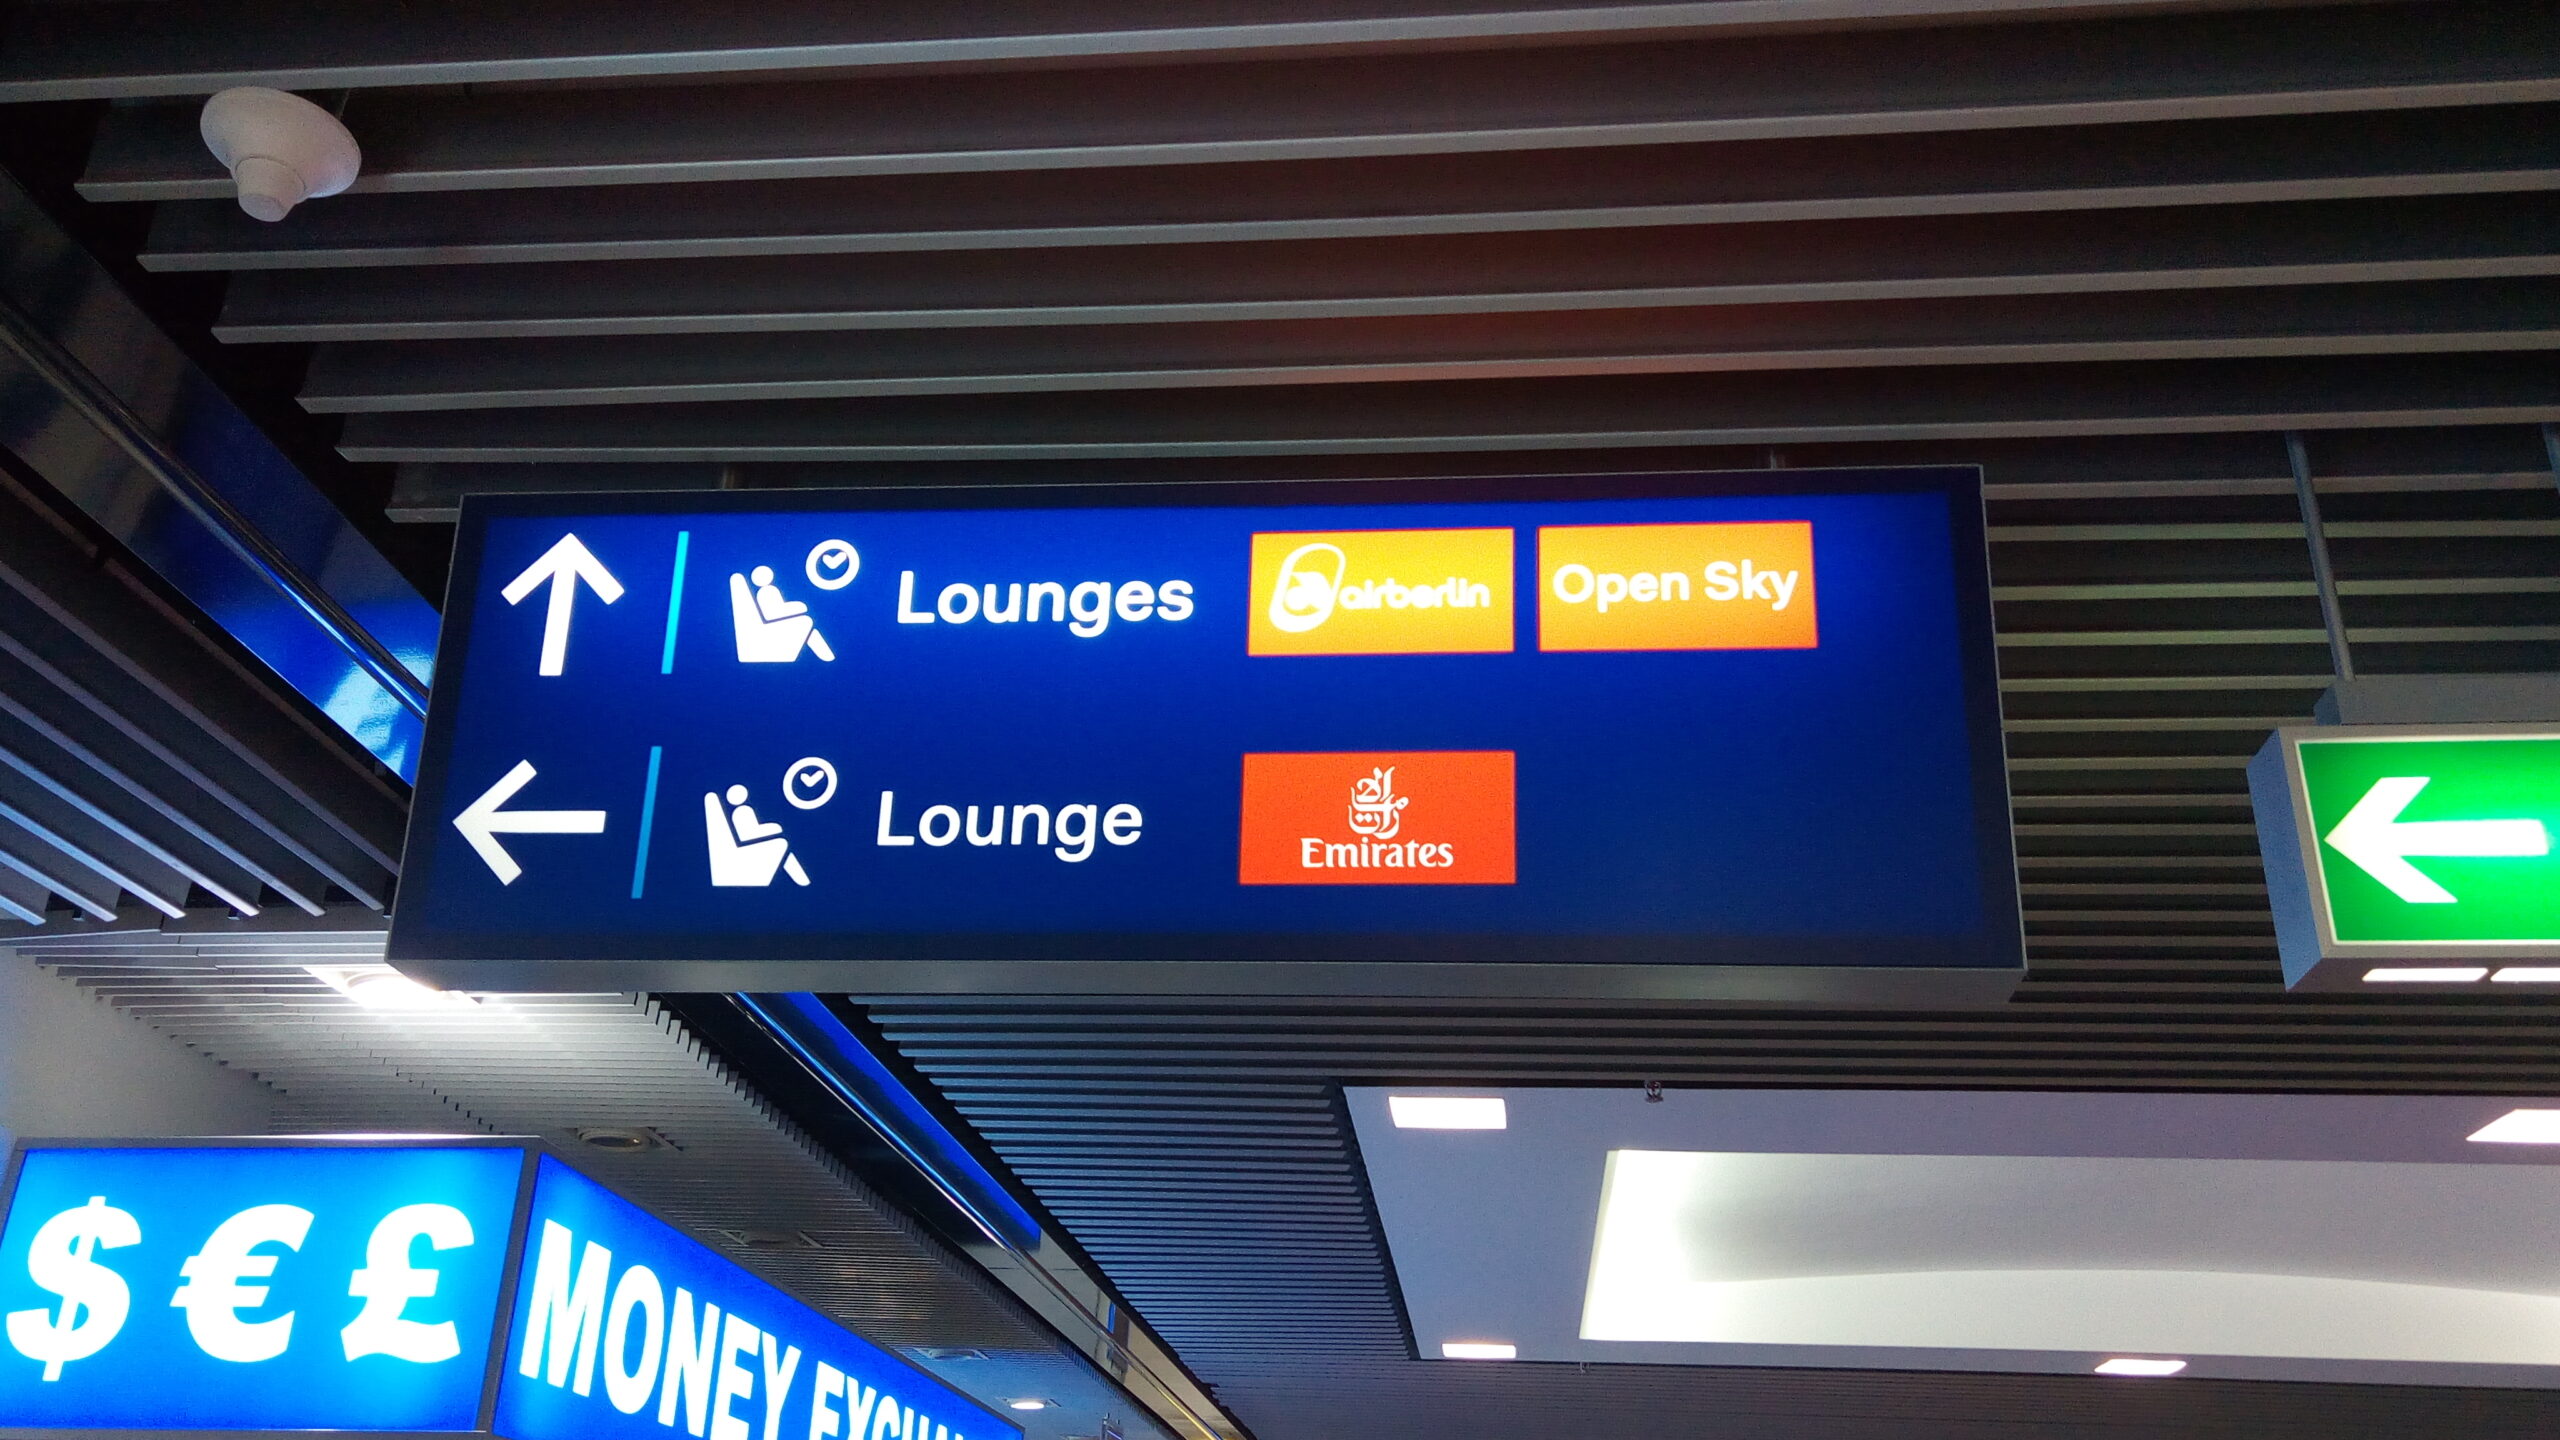 Lounges airberlin Open Sky
Lounge Emirates
$ € £
MONEY